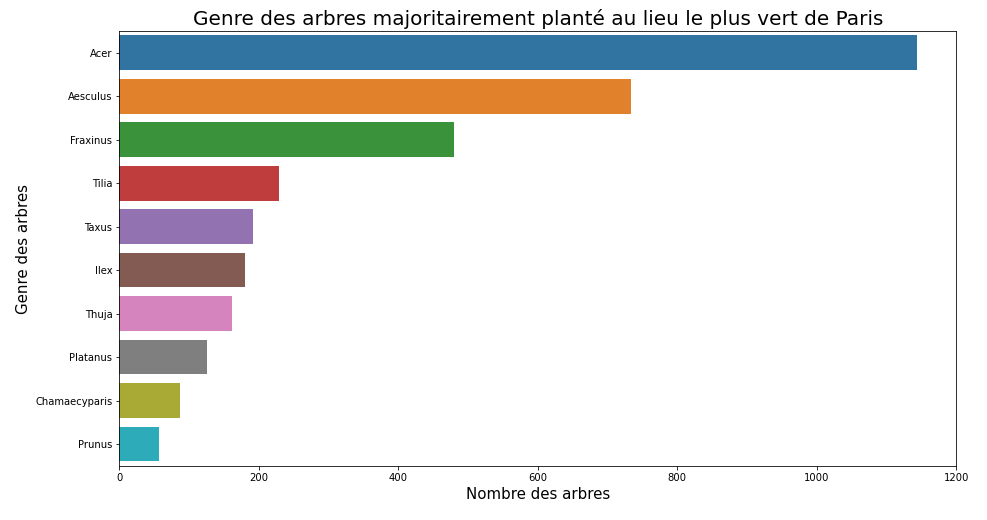 Genre des arbres majoritairement planté au lieu le plus vert de Paris
Genre des arbres
Acer
Aesculus
Fraxinus
Tilia
Taxus
Ilex
Thuja
Platanus
Chamaecyparis
Prunus
0 200 400 600 800 1000 1200
Nombre des arbres